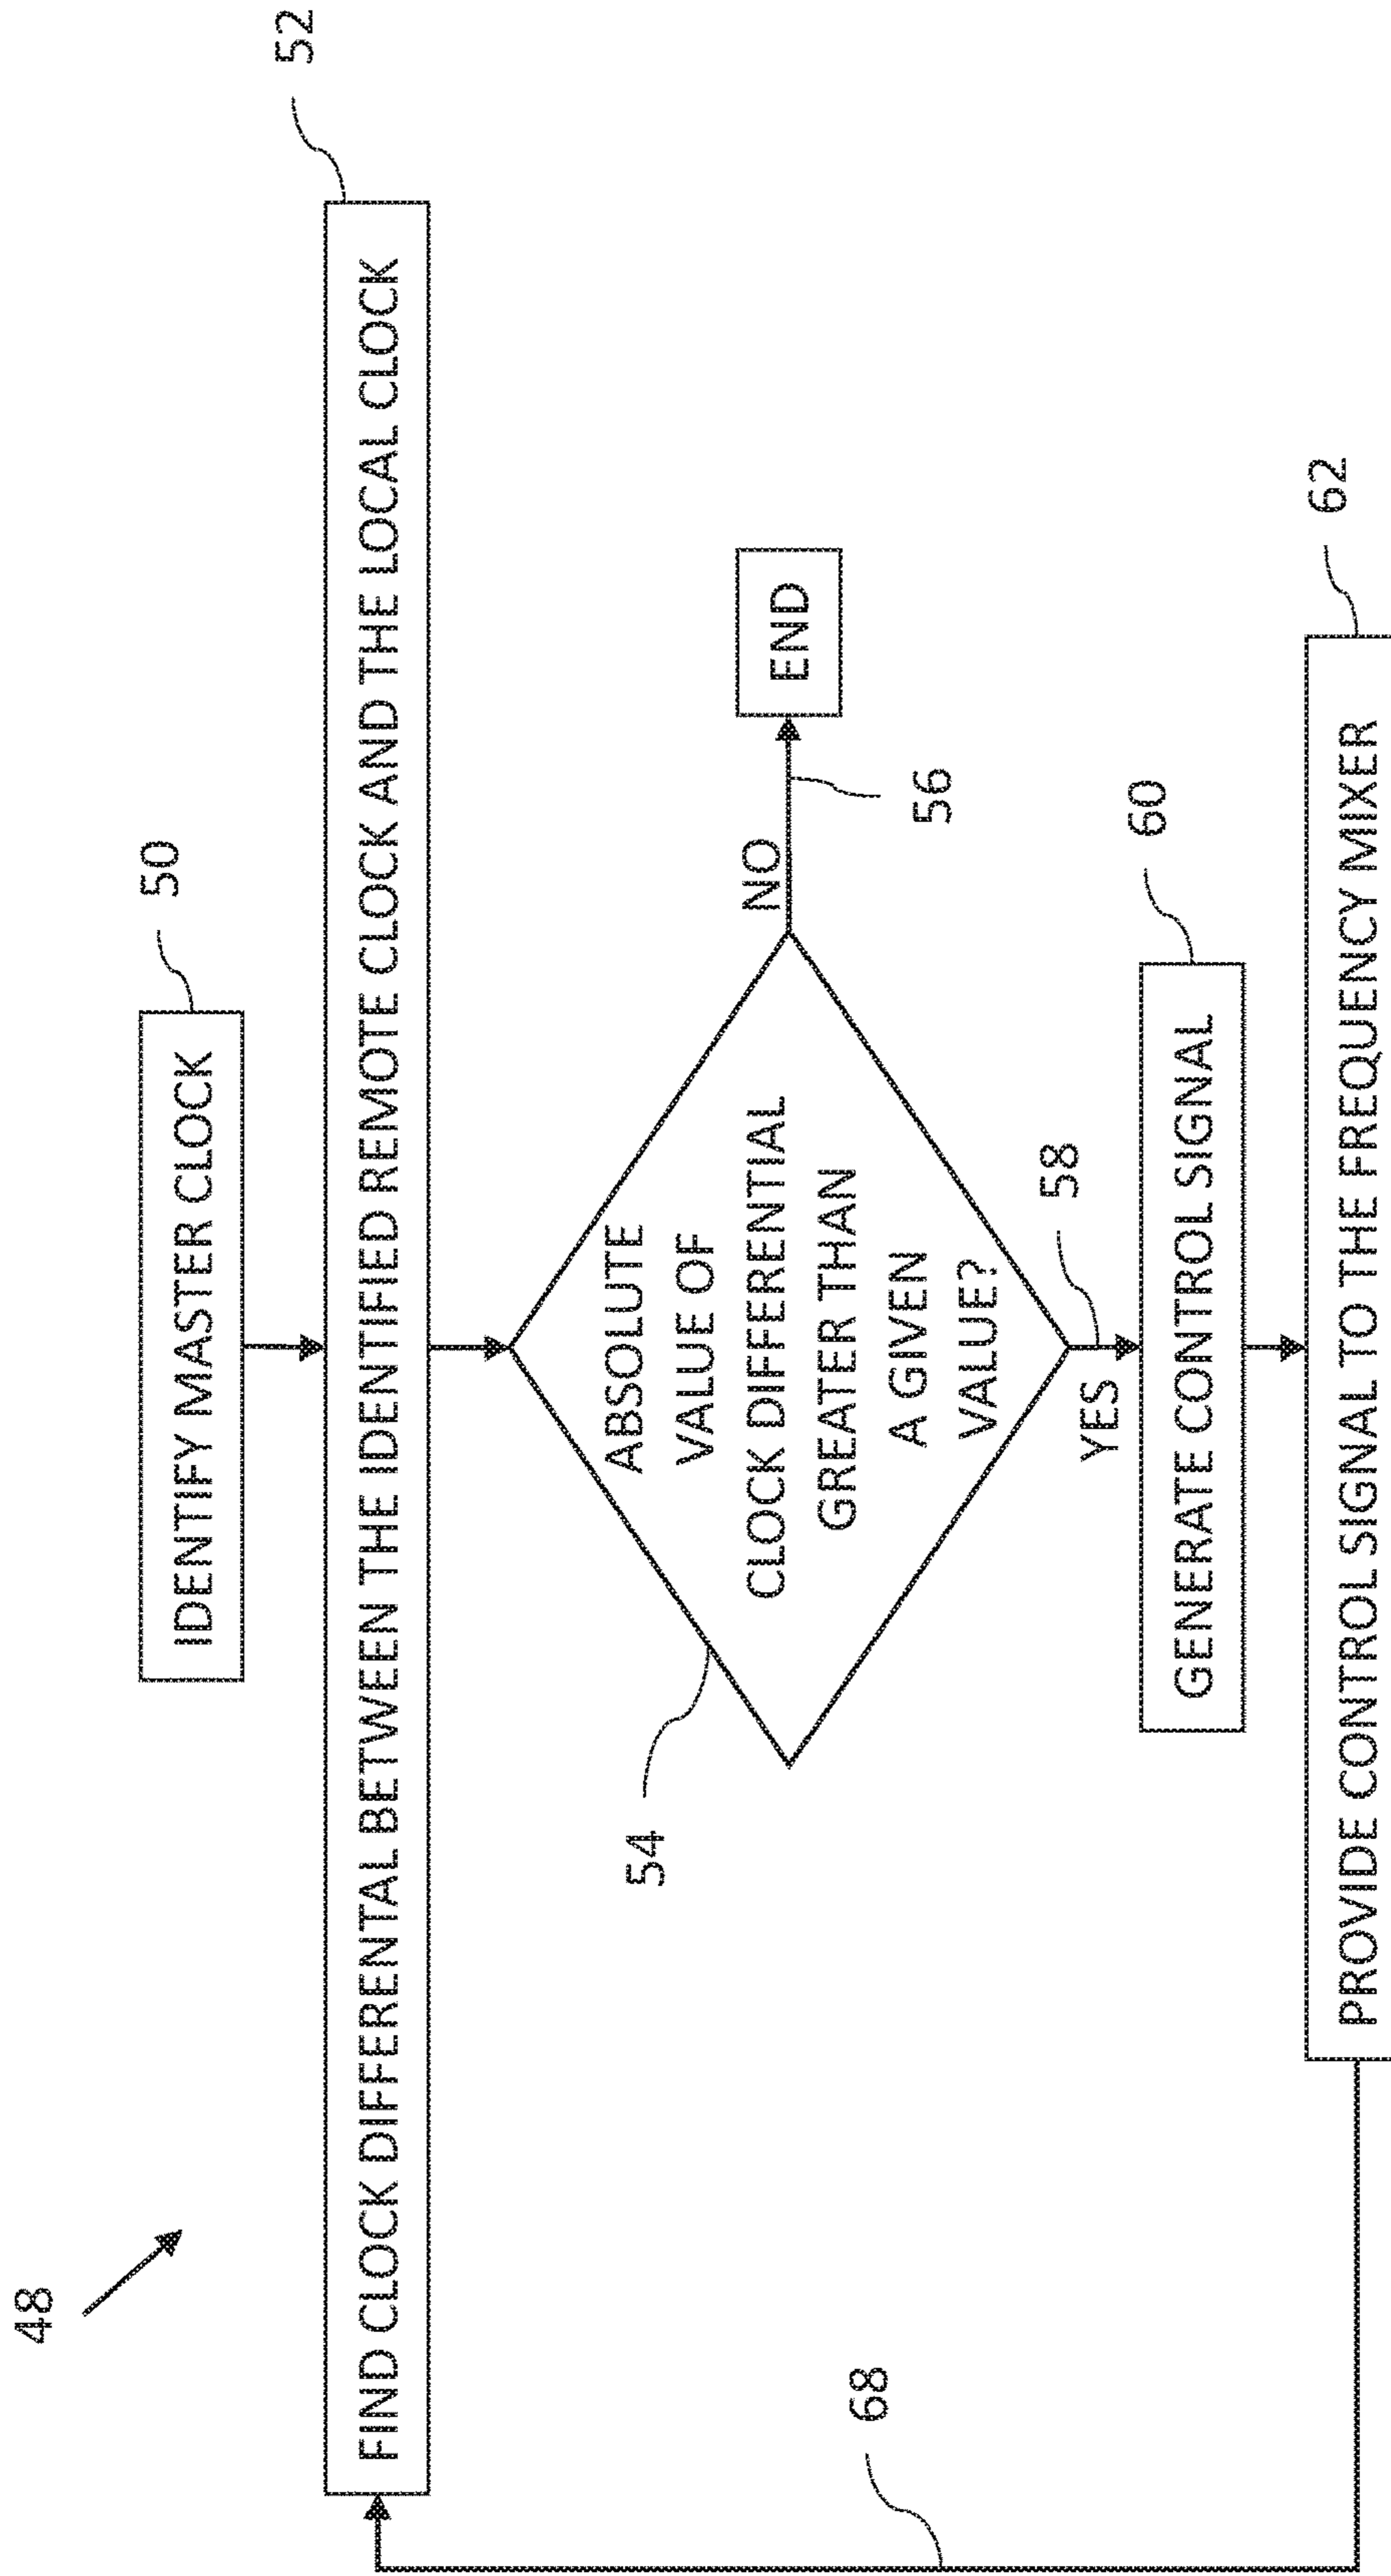 48
50
IDENTIFY MASTER CLOCK
52
FIND CLOCK DIFFERENTAL BETWEEN THE IDENTIFIED REMOTE CLOCK AND THE LOCAL CLOCK
54
ABSOLUTE
VALUE OF
CLOCK DIFFERENTIAL
GREATER THAN
A GIVEN
VALUE?
NO
56
END
58
YES
60
GENERATE CONTROL SIGNAL
62
PROVIDE CONTROL SIGNAL TO THE FREQUENCY MIXER
68